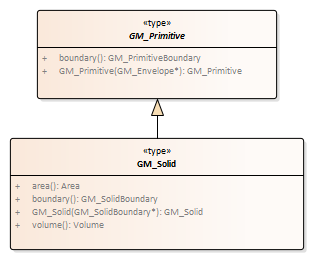 «type»
GM_Primitive
+ boundary(): GM_PrimitiveBoundary
+ GM_Primitive(GM_Envelope*): GM_Primitive
«type»
GM_Solid
+ area(): Area
+ boundary(): GM_SolidBoundary
+ GM_Solid(GM_SolidBoundary*): GM_Solid
+ volume(): Volume